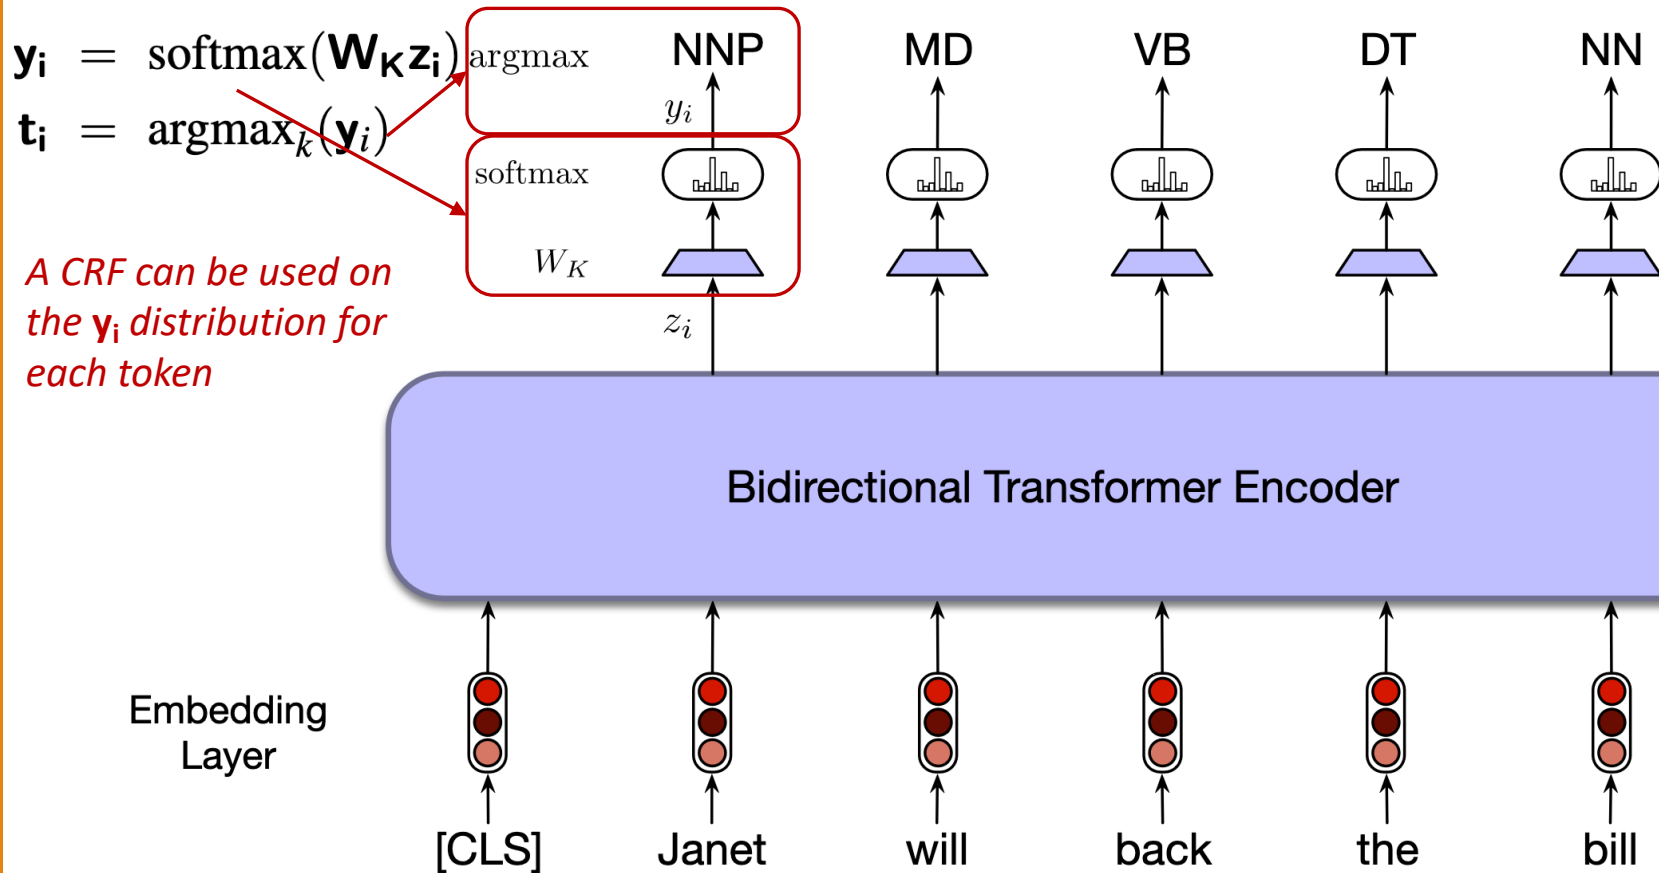 yᵢ = softmax(W_K zᵢ)
tᵢ = argmaxₖ(yᵢ)
argmax NNP MD VB DT NN
yᵢ
softmax
W_K
zᵢ
A CRF can be used on
the yᵢ distribution for
each token
Bidirectional Transformer Encoder
Embedding
Layer
[CLS] Janet will back the bill